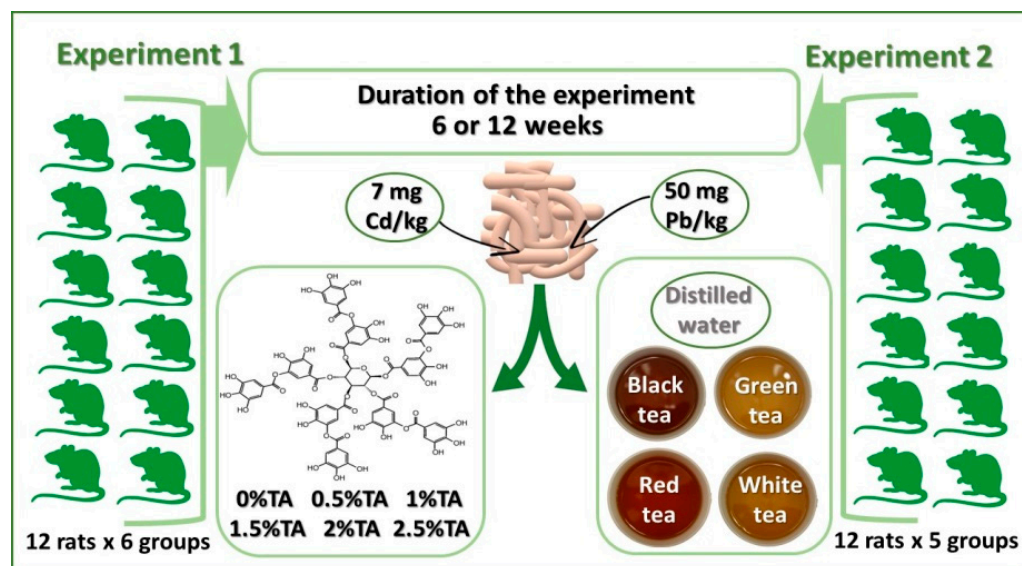 Experiment 1
Experiment 2
Duration of the experiment
6 or 12 weeks
7 mg
Cd/kg
50 mg
Pb/kg
Distilled
water
Black
tea
Green
tea
Red
tea
White
tea
0%TA 0.5%TA 1%TA
1.5%TA 2%TA 2.5%TA
12 rats x 6 groups
12 rats x 5 groups